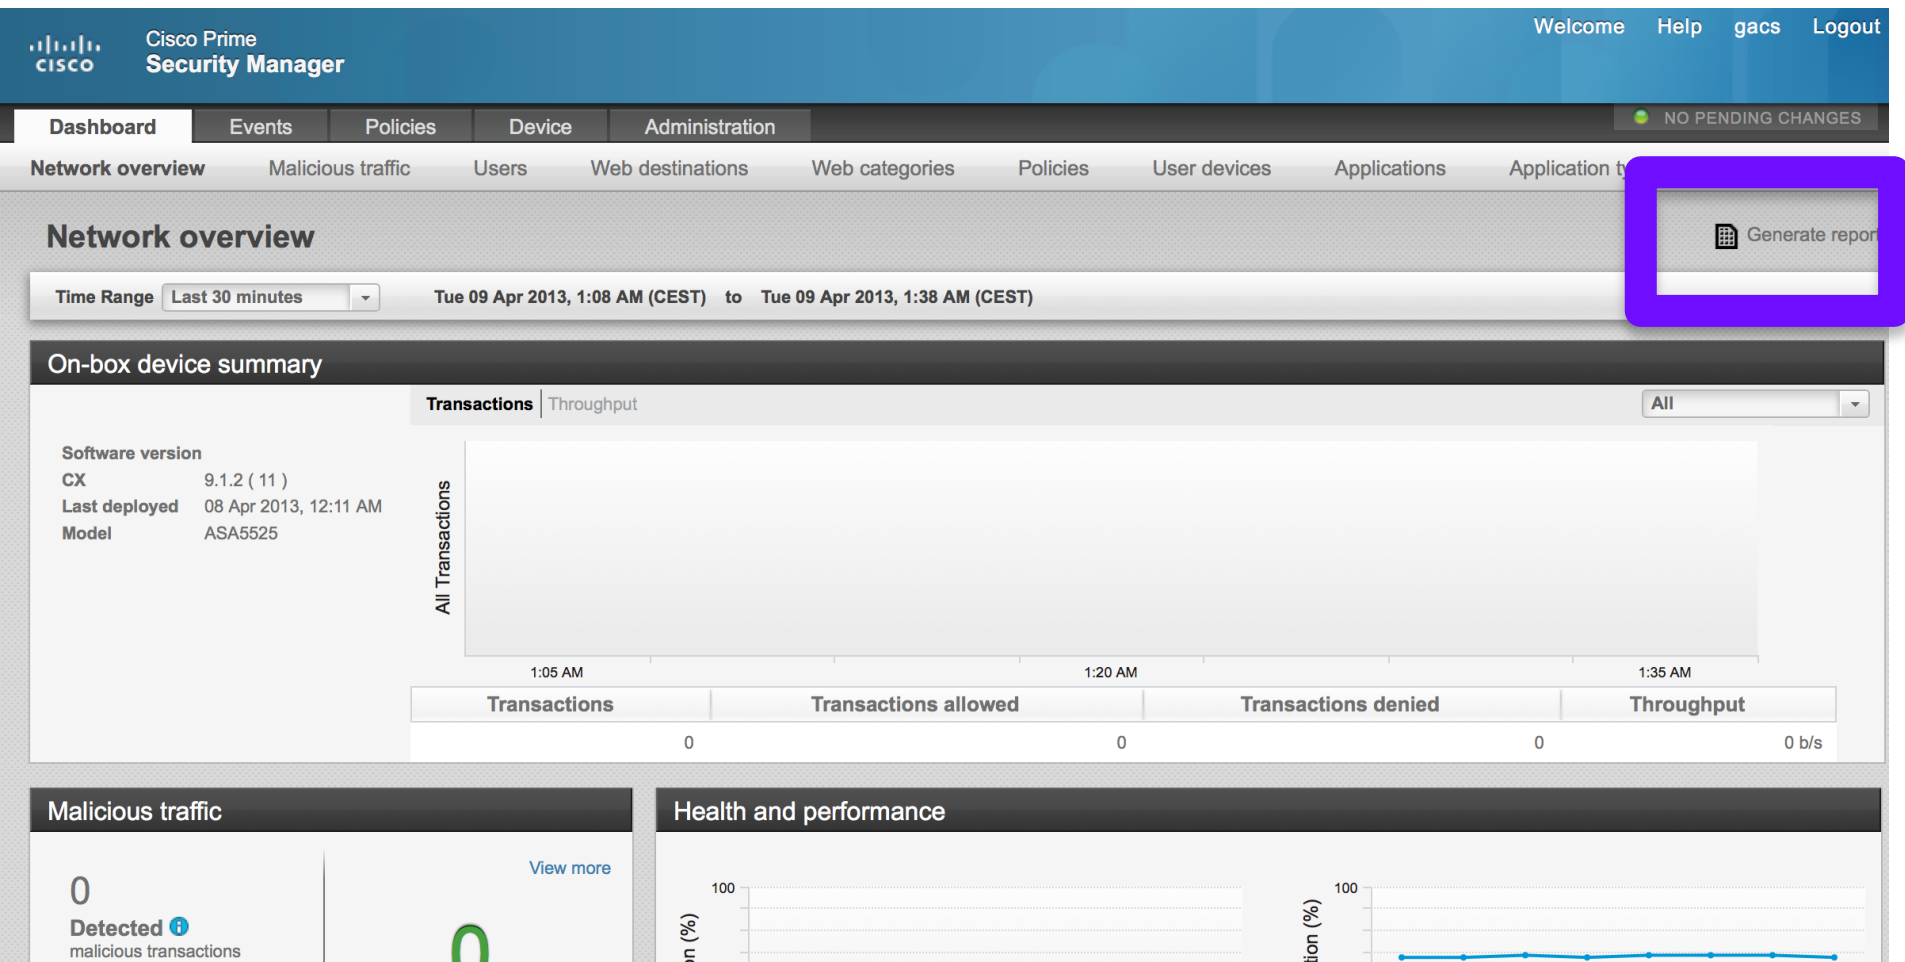 Welcome Help gacs Logout
CISCO
Cisco Prime
Security Manager
Dashboard Events Policies Device Administration
NO PENDING CHANGES
Network overview Malicious traffic Users Web destinations Web categories Policies User devices Applications Application
Network overview
Generate report
Time Range Last 30 minutes Tue 09 Apr 2013, 1:08 AM (CEST) to Tue 09 Apr 2013, 1:38 AM (CEST)
On-box device summary
Transactions Throughput
All
Software version
CX 9.1.2 ( 11 )
Last deployed 08 Apr 2013, 12:11 AM
Model ASA5525
All Transactions
1:05 AM 1:20 AM 1:35 AM
Transactions Transactions allowed Transactions denied Throughput
0 0 0 0 b/s
Malicious traffic
Health and performance
View more
0
Detected
malicious transactions
0
100
(%)
100
(%)